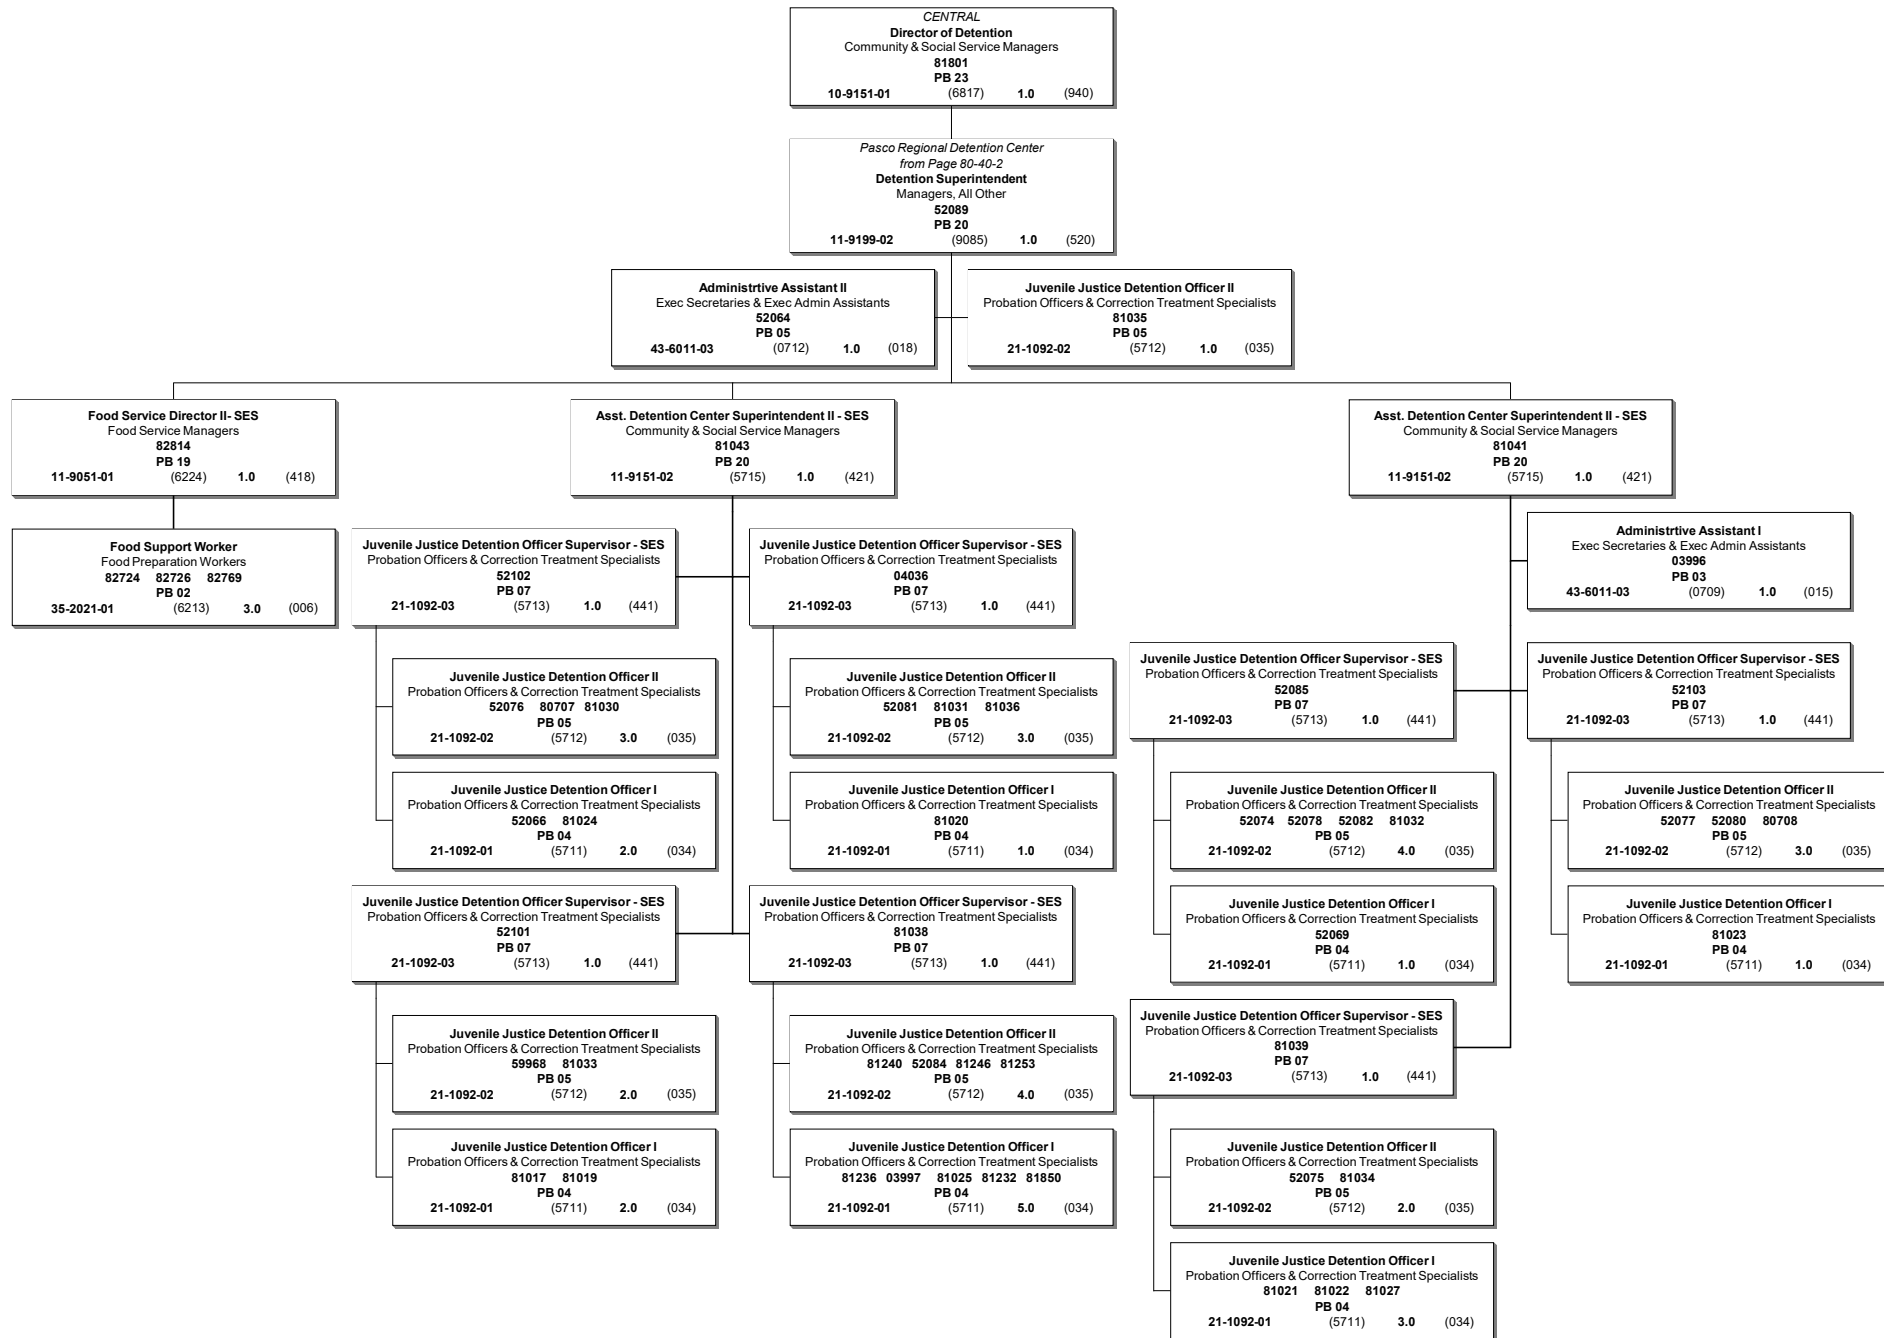 CENTRAL
Director of Detention
Community & Social Service Managers
81801
PB 23
10-9151-01 (6817) 1.0 (940)
Pasco Regional Detention Center
from Page 80-40-2
Detention Superintendent
Managers, All Other
52089
PB 20
11-9199-02 (9085) 1.0 (520)
Administrtive Assistant II
Exec Secretaries & Exec Admin Assistants
52064
PB 05
43-6011-03 (0712) 1.0 (018)
Juvenile Justice Detention Officer II
Probation Officers & Correction Treatment Specialists
81035
PB 05
21-1092-02 (5712) 1.0 (035)
Food Service Director II- SES
Food Service Managers
82814
PB 19
11-9051-01 (6224) 1.0 (418)
Food Support Worker
Food Preparation Workers
82724 82726 82769
PB 02
35-2021-01 (6213) 3.0 (006)
Asst. Detention Center Superintendent II - SES
Community & Social Service Managers
81043
PB 20
11-9151-02 (5715) 1.0 (421)
Juvenile Justice Detention Officer Supervisor - SES
Probation Officers & Correction Treatment Specialists
52102
PB 07
21-1092-03 (5713) 1.0 (441)
Juvenile Justice Detention Officer II
Probation Officers & Correction Treatment Specialists
52076 80707 81030
PB 05
21-1092-02 (5712) 3.0 (035)
Juvenile Justice Detention Officer I
Probation Officers & Correction Treatment Specialists
52066 81024
PB 04
21-1092-01 (5711) 2.0 (034)
Juvenile Justice Detention Officer Supervisor - SES
Probation Officers & Correction Treatment Specialists
04036
PB 07
21-1092-03 (5713) 1.0 (441)
Juvenile Justice Detention Officer II
Probation Officers & Correction Treatment Specialists
52081 81031 81036
PB 05
21-1092-02 (5712) 3.0 (035)
Juvenile Justice Detention Officer I
Probation Officers & Correction Treatment Specialists
81020
PB 04
21-1092-01 (5711) 1.0 (034)
Juvenile Justice Detention Officer Supervisor - SES
Probation Officers & Correction Treatment Specialists
52101
PB 07
21-1092-03 (5713) 1.0 (441)
Juvenile Justice Detention Officer II
Probation Officers & Correction Treatment Specialists
59968 81033
PB 05
21-1092-02 (5712) 2.0 (035)
Juvenile Justice Detention Officer I
Probation Officers & Correction Treatment Specialists
81017 81019
PB 04
21-1092-01 (5711) 2.0 (034)
Juvenile Justice Detention Officer Supervisor - SES
Probation Officers & Correction Treatment Specialists
81038
PB 07
21-1092-03 (5713) 1.0 (441)
Juvenile Justice Detention Officer II
Probation Officers & Correction Treatment Specialists
81240 52084 81246 81253
PB 05
21-1092-02 (5712) 4.0 (035)
Juvenile Justice Detention Officer I
Probation Officers & Correction Treatment Specialists
81236 03997 81025 81232 81850
PB 04
21-1092-01 (5711) 5.0 (034)
Asst. Detention Center Superintendent II - SES
Community & Social Service Managers
81041
PB 20
11-9151-02 (5715) 1.0 (421)
Administrtive Assistant I
Exec Secretaries & Exec Admin Assistants
03996
PB 03
43-6011-03 (0709) 1.0 (015)
Juvenile Justice Detention Officer Supervisor - SES
Probation Officers & Correction Treatment Specialists
52085
PB 07
21-1092-03 (5713) 1.0 (441)
Juvenile Justice Detention Officer II
Probation Officers & Correction Treatment Specialists
52074 52078 52082 81032
PB 05
21-1092-02 (5712) 4.0 (035)
Juvenile Justice Detention Officer I
Probation Officers & Correction Treatment Specialists
52069
PB 04
21-1092-01 (5711) 1.0 (034)
Juvenile Justice Detention Officer Supervisor - SES
Probation Officers & Correction Treatment Specialists
52103
PB 07
21-1092-03 (5713) 1.0 (441)
Juvenile Justice Detention Officer II
Probation Officers & Correction Treatment Specialists
52077 52080 80708
PB 05
21-1092-02 (5712) 3.0 (035)
Juvenile Justice Detention Officer I
Probation Officers & Correction Treatment Specialists
81023
PB 04
21-1092-01 (5711) 1.0 (034)
Juvenile Justice Detention Officer Supervisor - SES
Probation Officers & Correction Treatment Specialists
81039
PB 07
21-1092-03 (5713) 1.0 (441)
Juvenile Justice Detention Officer II
Probation Officers & Correction Treatment Specialists
52075 81034
PB 05
21-1092-02 (5712) 2.0 (035)
Juvenile Justice Detention Officer I
Probation Officers & Correction Treatment Specialists
81021 81022 81027
PB 04
21-1092-01 (5711) 3.0 (034)